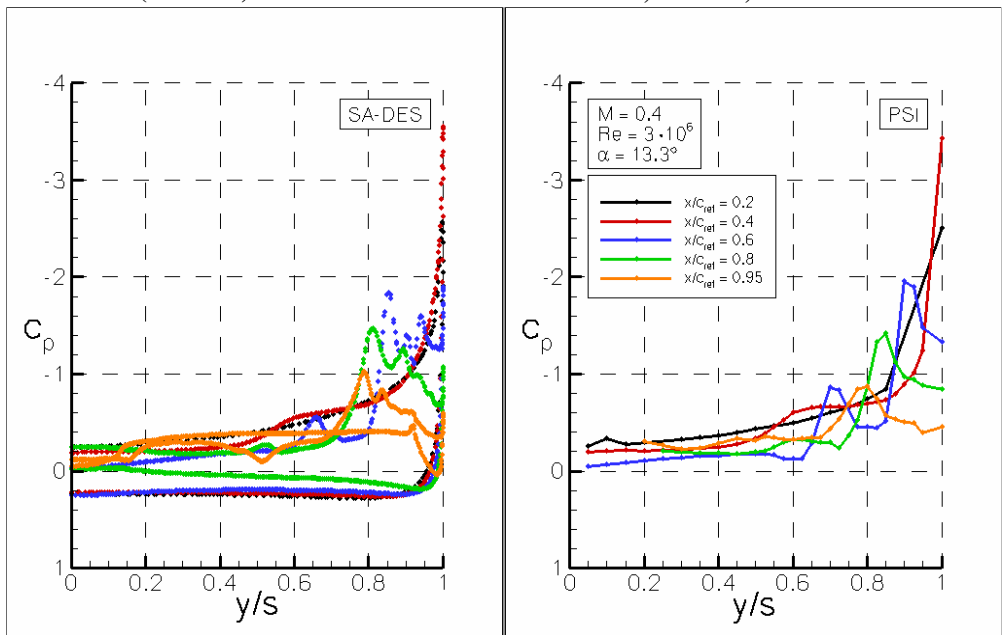 -4
-3
-2
-1
0
1
C_p
0
0.2
0.4
0.6
0.8
1
y/s
SA-DES
-4
-3
-2
-1
0
1
C_p
0
0.2
0.4
0.6
0.8
1
y/s
M = 0.4
Re = 3·10⁶
α = 13.3°
PSI
x/c_ref = 0.2
x/c_ref = 0.4
x/c_ref = 0.6
x/c_ref = 0.8
x/c_ref = 0.95